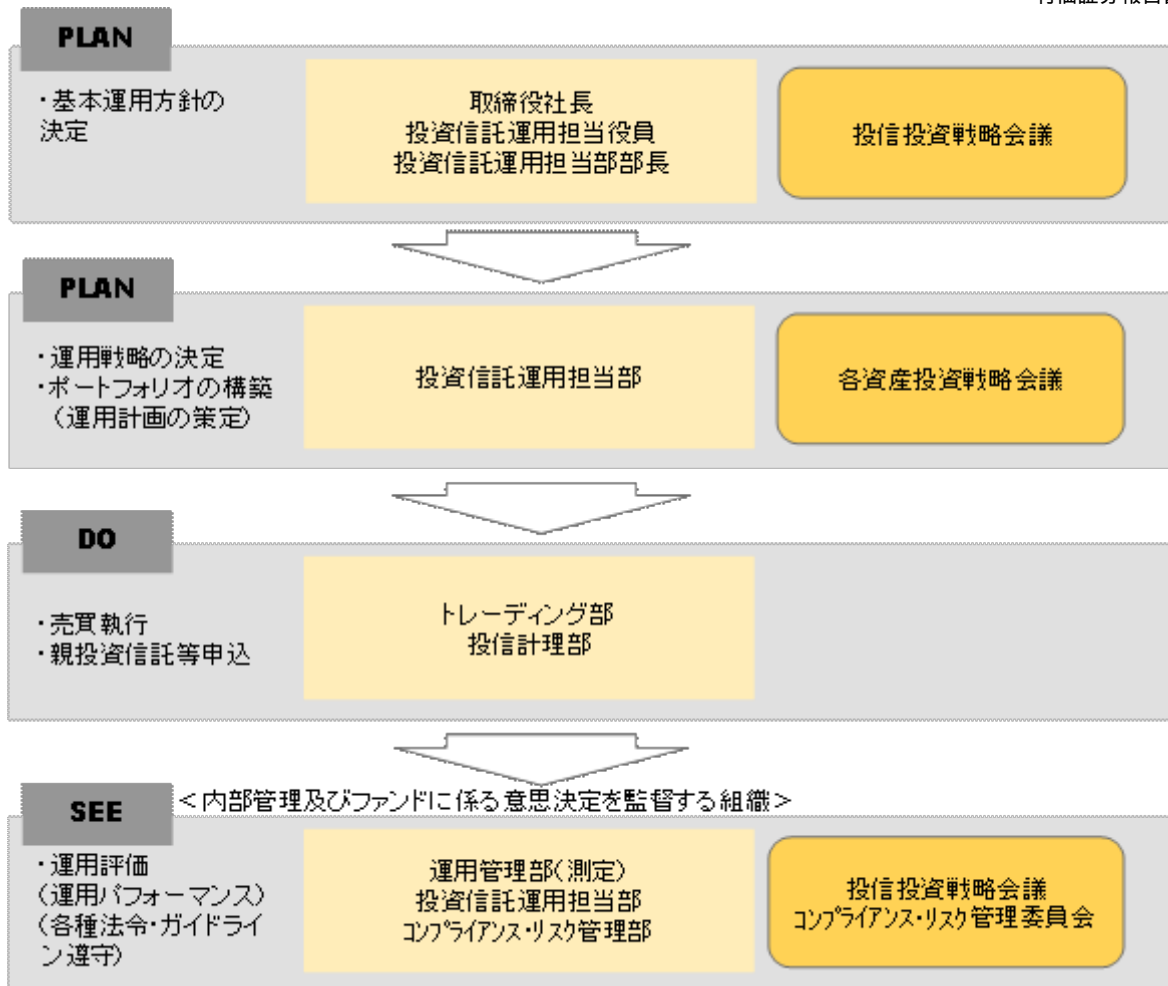 PLAN
・基本運用方針の
決定
取締役社長
投資信託運用担当役員
投資信託運用担当部部長
投信投資戦略会議
PLAN
・運用戦略の決定
・ポートフォリオの構築
（運用計画の策定）
投資信託運用担当部
各資産投資戦略会議
DO
・売買執行
・親投資信託等申込
トレーディング部
投信計理部
SEE
＜内部管理及びファンドに係る意思決定を監督する組織＞
・運用評価
（運用パフォーマンス）
（各種法令・ガイドライ
ン遵守）
運用管理部（測定）
投資信託運用担当部
コンプライアンス・リスク管理部
投信投資戦略会議
コンプライアンス・リスク管理委員会